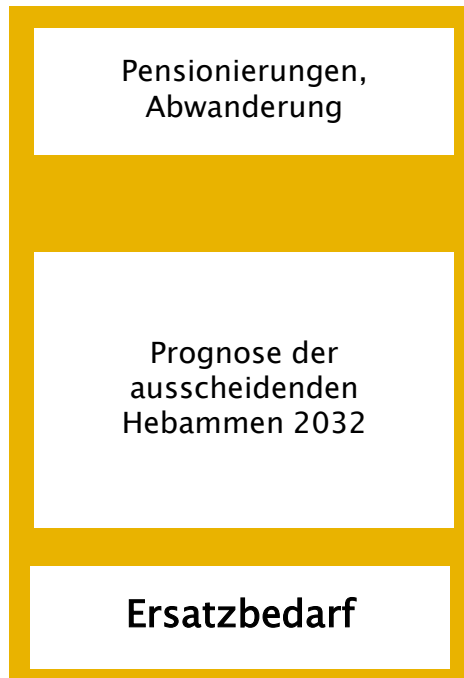 Pensionierungen,
Abwanderung
Prognose der
ausscheidenden
Hebammen 2032
Ersatzbedarf